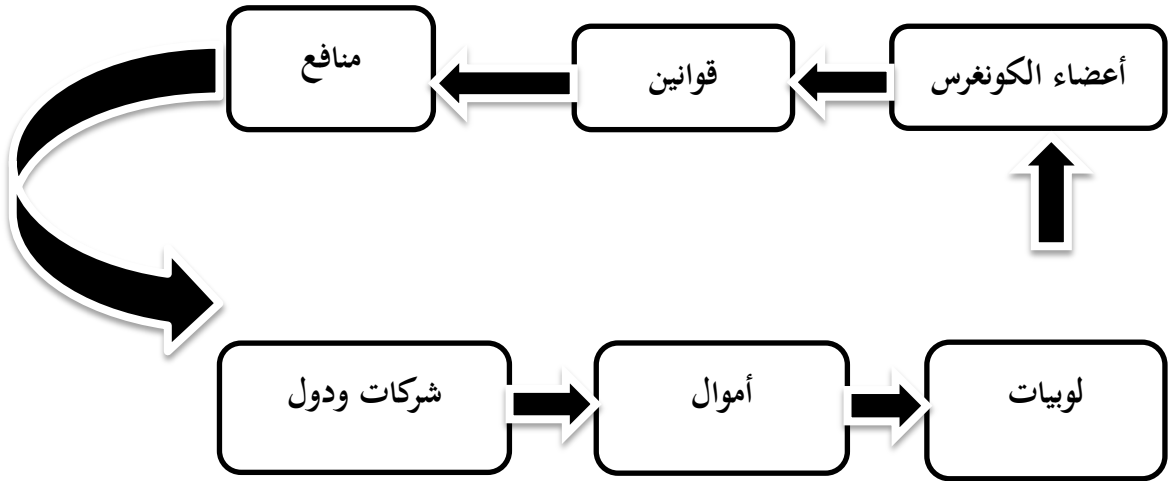 أعضاء الكونغرس
قوانين
منافع
لوبيات
أموال
شركات ودول